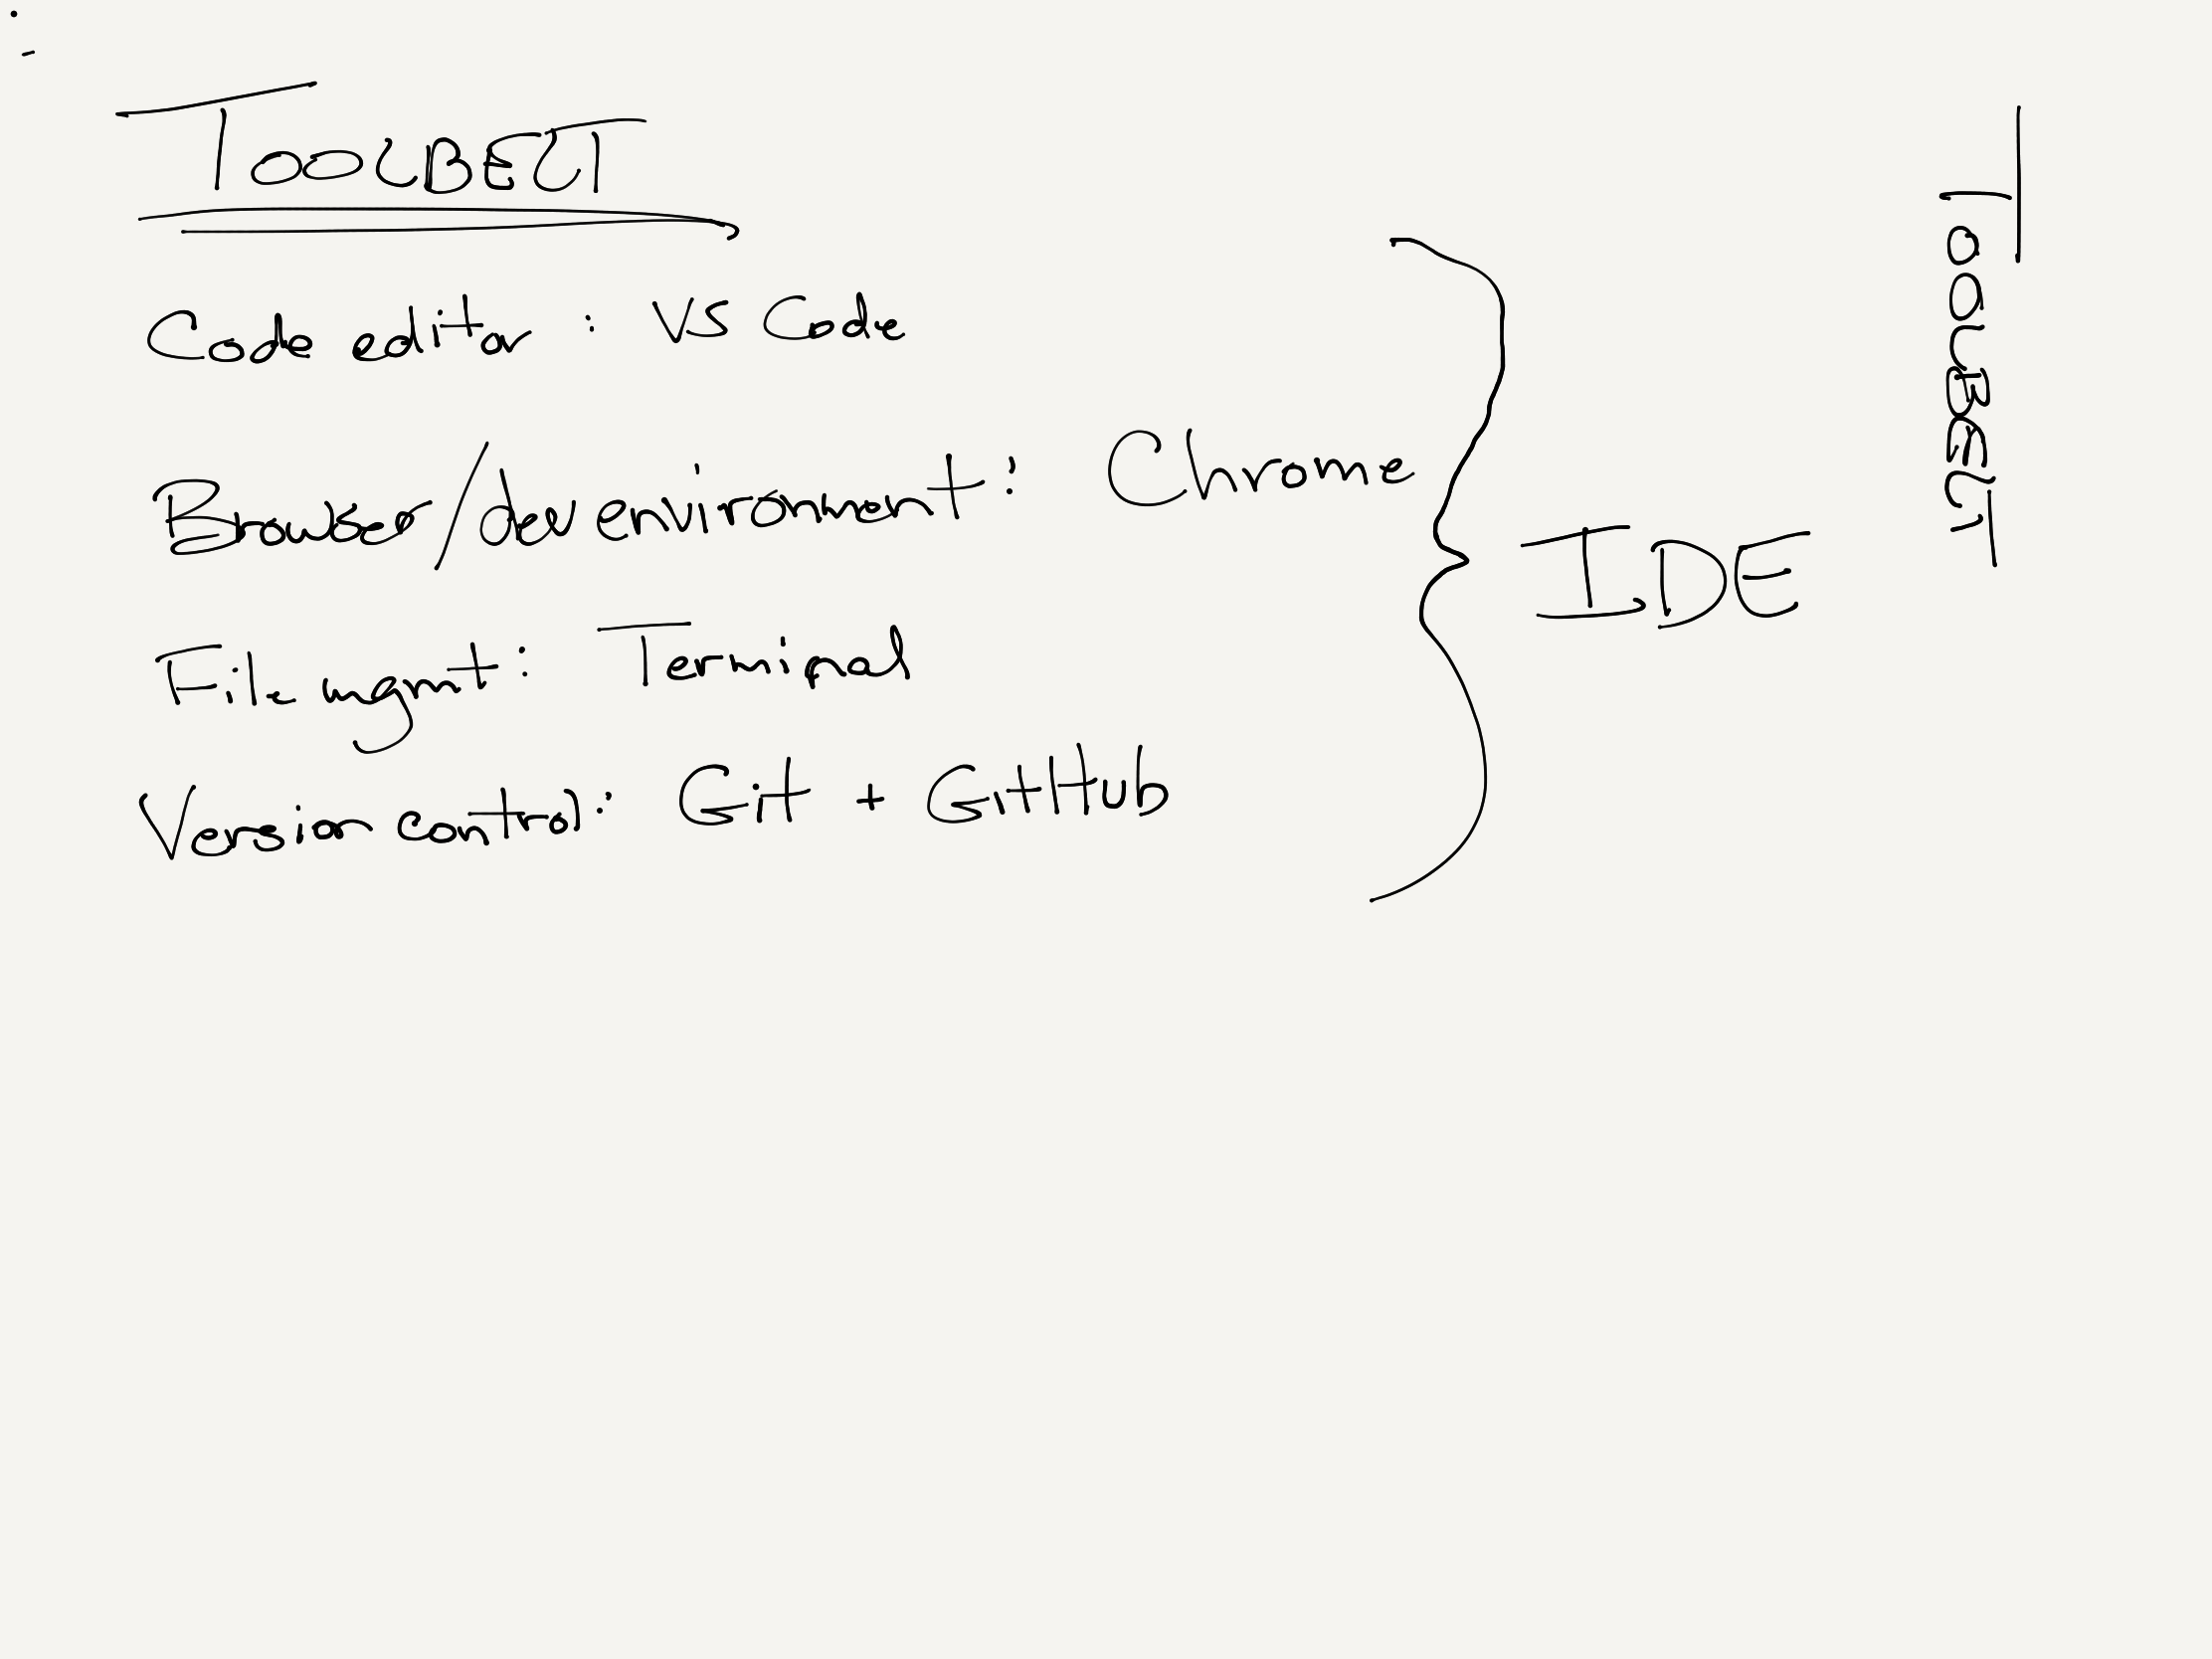 TOOLBELT
Code editor : VS Code
Browser/dev environment : Chrome
File mgmt : Terminal
Version control : Git + GitHub
IDE
TOOLBELT